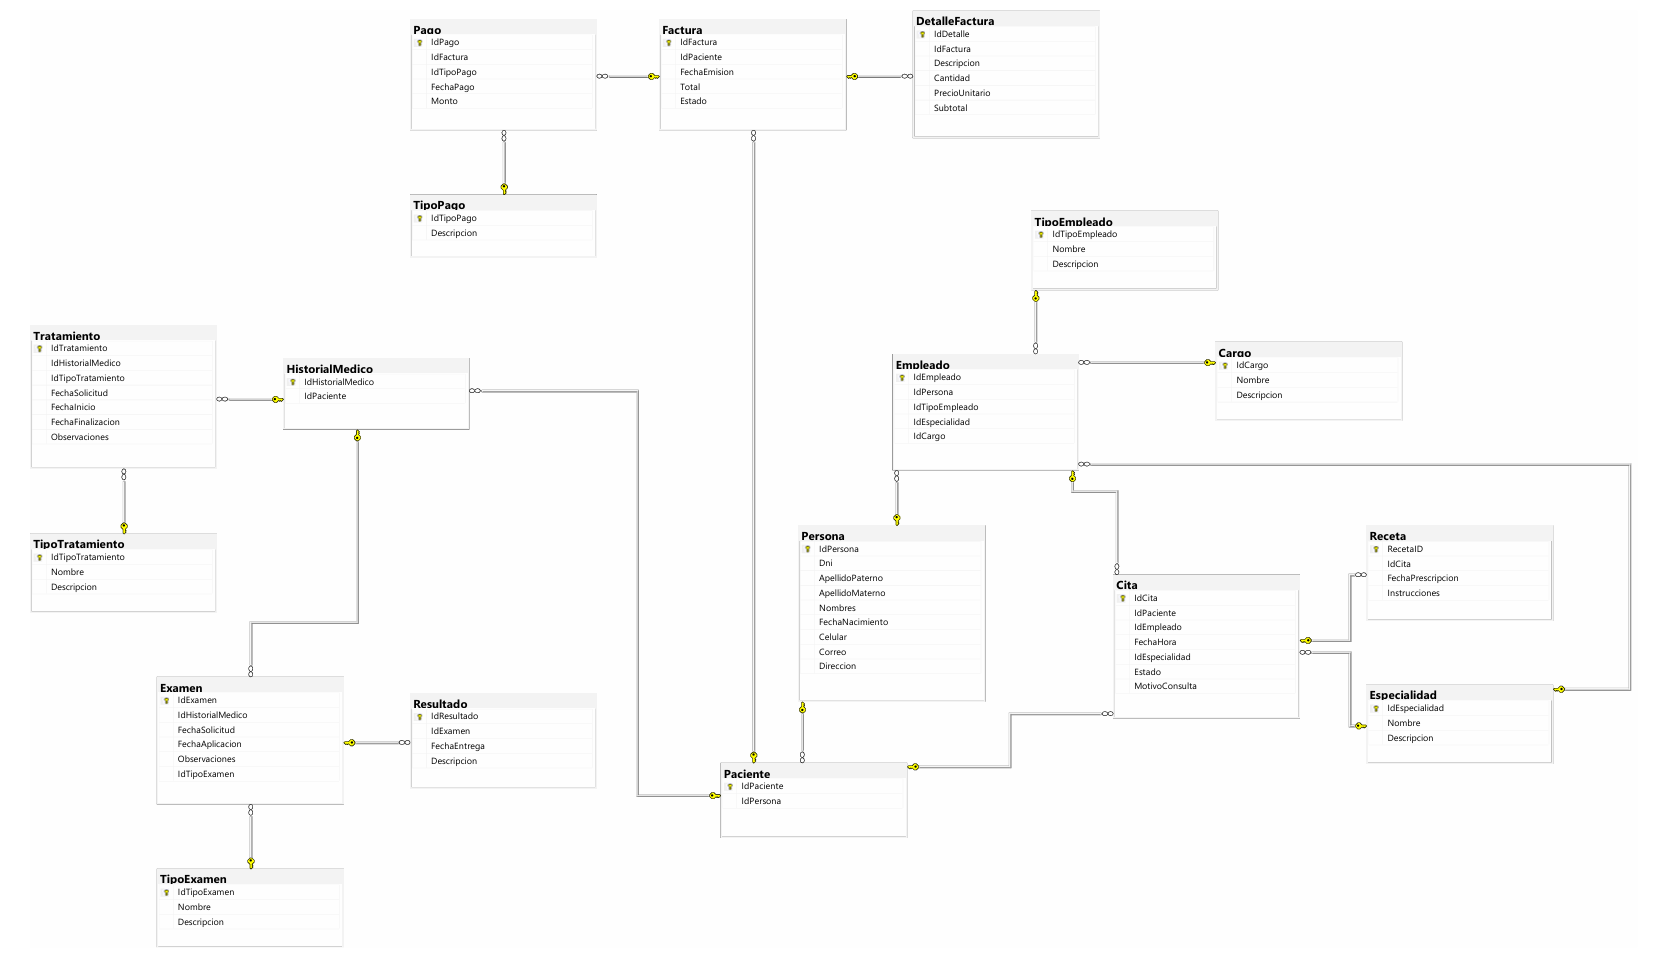 Pago
IdPago
IdFactura
IdTipoPago
FechaPago
Monto
Factura
IdFactura
IdPaciente
FechaEmision
Total
Estado
DetalleFactura
IdDetalle
IdFactura
Descripcion
Cantidad
PrecioUnitario
Subtotal
TipoPago
IdTipoPago
Descripcion
TipoEmpleado
IdTipoEmpleado
Nombre
Descripcion
Tratamiento
IdTratamiento
IdHistorialMedico
IdTipoTratamiento
FechaSolicitud
FechaInicio
FechaFinalizacion
Observaciones
HistorialMedico
IdHistorialMedico
IdPaciente
Empleado
IdEmpleado
IdPersona
IdTipoEmpleado
IdEspecialidad
IdCargo
Cargo
IdCargo
Nombre
Descripcion
TipoTratamiento
IdTipoTratamiento
Nombre
Descripcion
Persona
IdPersona
Dni
ApellidoPaterno
ApellidoMaterno
Nombres
FechaNacimiento
Celular
Correo
Direccion
Cita
IdCita
IdPaciente
IdEmpleado
FechaHora
IdEspecialidad
Estado
MotivoConsulta
Receta
RecetaID
IdCita
FechaPrescripcion
Instrucciones
Examen
IdExamen
IdHistorialMedico
FechaSolicitud
FechaAplicacion
Observaciones
IdTipoExamen
Resultado
IdResultado
IdExamen
FechaEntrega
Descripcion
Especialidad
IdEspecialidad
Nombre
Descripcion
Paciente
IdPaciente
IdPersona
TipoExamen
IdTipoExamen
Nombre
Descripcion